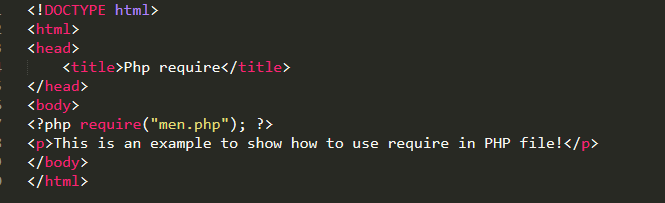 <!DOCTYPE html>
<html>
<head>
    <title>Php require</title>
</head>
<body>
<?php require("men.php"); ?>
<p>This is an example to show how to use require in PHP file!</p>
</body>
</html>